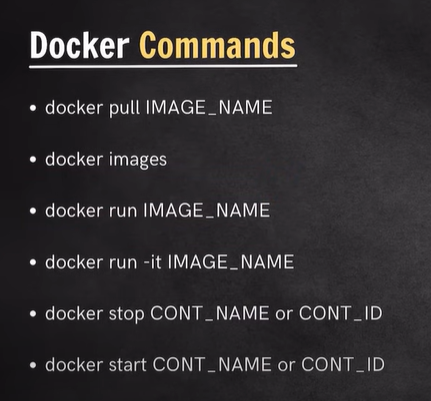 Docker Commands
• docker pull IMAGE_NAME
• docker images
• docker run IMAGE_NAME
• docker run -it IMAGE_NAME
• docker stop CONT_NAME or CONT_ID
• docker start CONT_NAME or CONT_ID